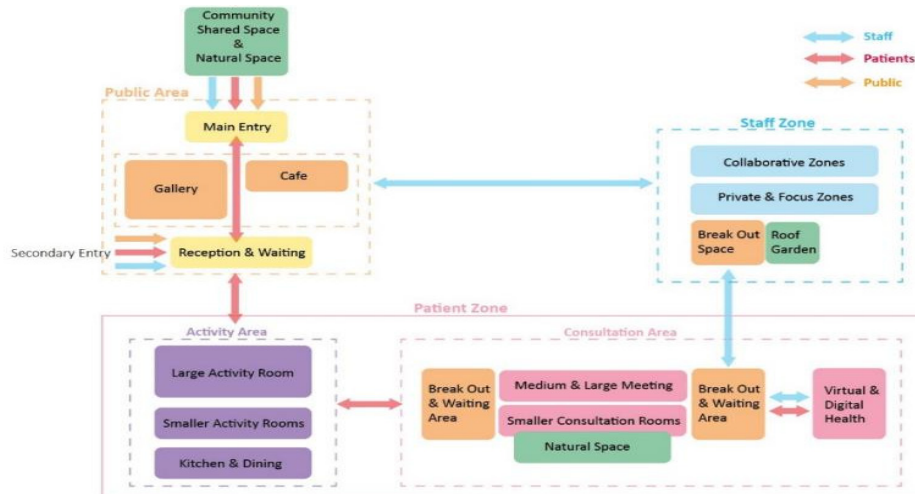 Community
Shared Space
&
Natural Space
Staff
Patients
Public
Public Area
Main Entry
Staff Zone
Collaborative Zones
Gallery
Cafe
Private & Focus Zones
Secondary Entry
Reception & Waiting
Break Out
Space
Roof
Garden
Patient Zone
Activity Area
Consultation Area
Large Activity Room
Smaller Activity Rooms
Kitchen & Dining
Break Out
& Waiting
Area
Medium & Large Meeting
Smaller Consultation Rooms
Natural Space
Break Out
& Waiting
Area
Virtual &
Digital
Health